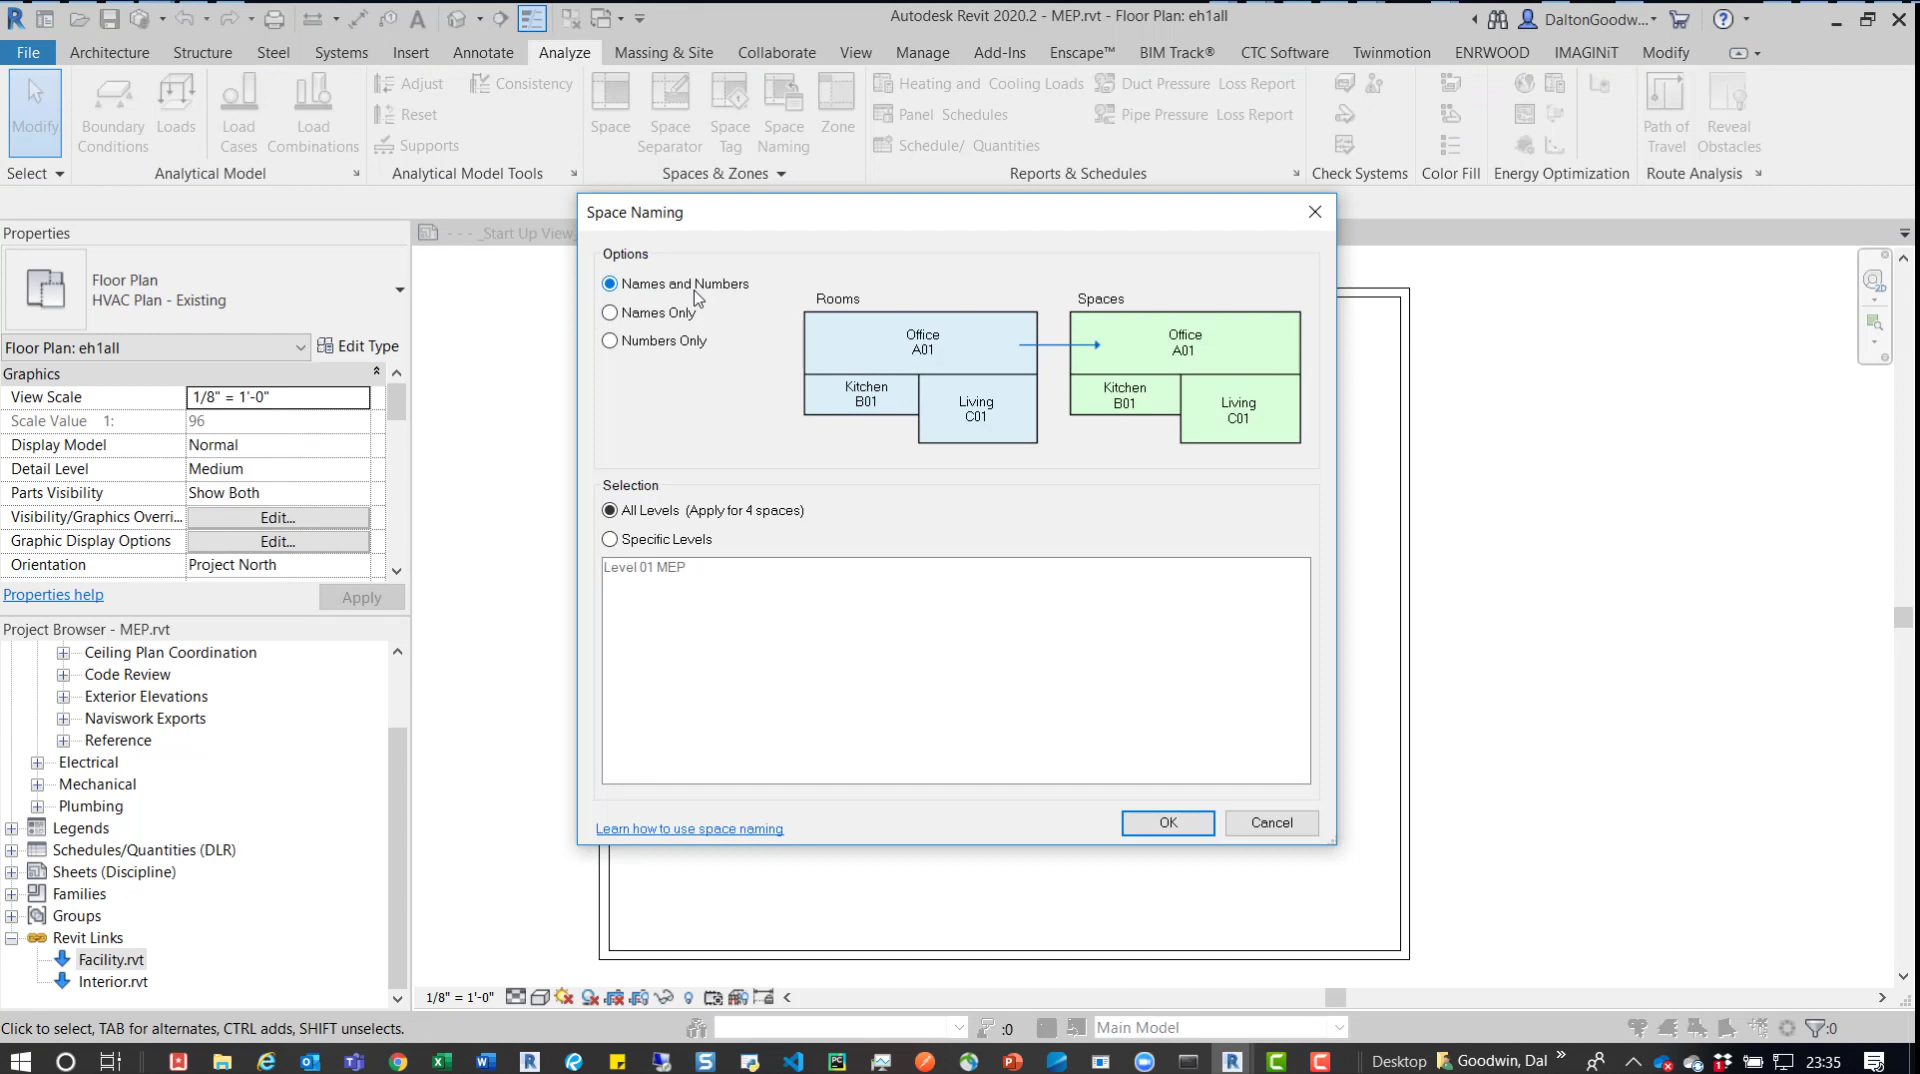 Autodesk Revit 2020.2 - MEP.rvt - Floor Plan: eh1all
DaltonGoodw...
File Architecture Structure Steel Systems Insert Annotate Analyze Massing & Site Collaborate View Manage Add-Ins Enscape™ BIM Track® CTC Software Twinmotion ENRWOOD IMAGINiT Modify
Modify
Boundary Conditions
Loads
Load Cases
Load Combinations
Adjust
Reset
Supports
Consistency
Space
Space Separator
Space Tag
Space Naming
Zone
Heating and Cooling Loads
Panel Schedules
Schedule/ Quantities
Duct Pressure Loss Report
Pipe Pressure Loss Report
Path of Travel
Reveal Obstacles
Select
Analytical Model
Analytical Model Tools
Spaces & Zones
Reports & Schedules
Check Systems
Color Fill
Energy Optimization
Route Analysis
Properties
- - - _Start Up View_
Floor Plan
HVAC Plan - Existing
Floor Plan: eh1all
Edit Type
Graphics
View Scale 1/8" = 1'-0"
Scale Value 1: 96
Display Model Normal
Detail Level Medium
Parts Visibility Show Both
Visibility/Graphics Overri... Edit...
Graphic Display Options Edit...
Orientation Project North
Properties help
Apply
Project Browser - MEP.rvt
Ceiling Plan Coordination
Code Review
Exterior Elevations
Naviswork Exports
Reference
Electrical
Mechanical
Plumbing
Legends
Schedules/Quantities (DLR)
Sheets (Discipline)
Families
Groups
Revit Links
Facility.rvt
Interior.rvt
Space Naming
Options
Names and Numbers
Names Only
Numbers Only
Rooms
Office
A01
Kitchen
B01
Living
C01
Spaces
Office
A01
Kitchen
B01
Living
C01
Selection
All Levels (Apply for 4 spaces)
Specific Levels
Level 01 MEP
Learn how to use space naming
OK
Cancel
1/8" = 1'-0"
Click to select, TAB for alternates, CTRL adds, SHIFT unselects.
:0
Main Model
:0
Desktop
Goodwin, Dal
23:35